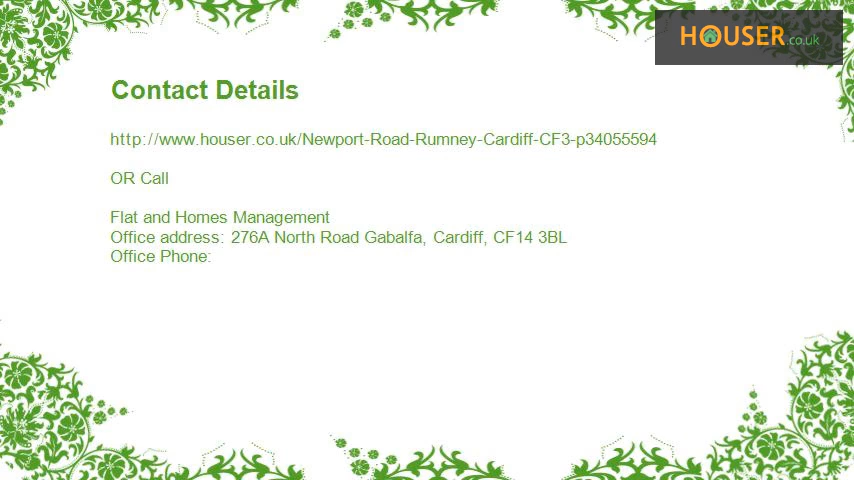 HOUSER.co.uk
Contact Details
http://www.houser.co.uk/Newport-Road-Rumney-Cardiff-CF3-p34055594
OR Call
Flat and Homes Management
Office address: 276A North Road Gabalfa, Cardiff, CF14 3BL
Office Phone: